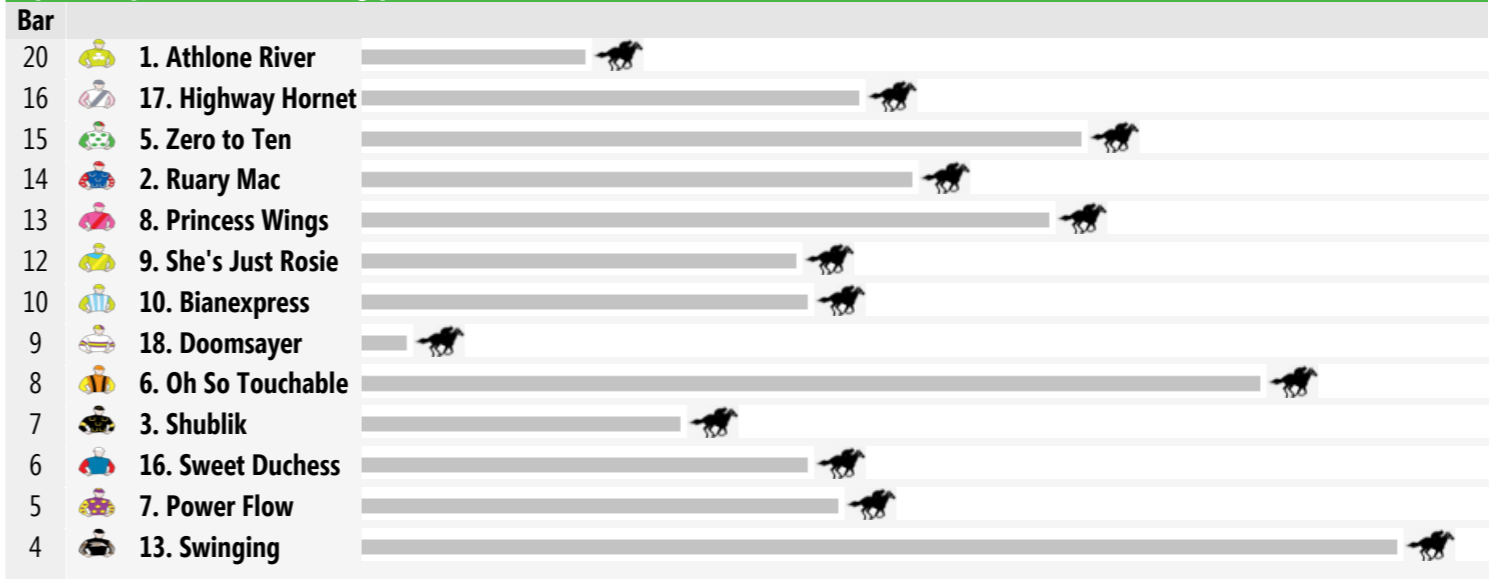 Bar
20 1. Athlone River
16 17. Highway Hornet
15 5. Zero to Ten
14 2. Ruary Mac
13 8. Princess Wings
12 9. She's Just Rosie
10 10. Bianexpress
9 18. Doomsayer
8 6. Oh So Touchable
7 3. Shublik
6 16. Sweet Duchess
5 7. Power Flow
4 13. Swinging